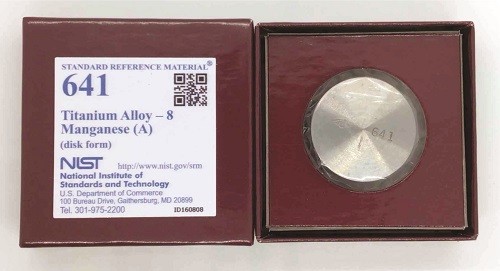 STANDARD REFERENCE MATERIAL®
641
Titanium Alloy – 8
Manganese (A)
(disk form)
NIST http://www.nist.gov/srm
National Institute of
Standards and Technology
U.S. Department of Commerce
100 Bureau Drive, Gaithersburg, MD 20899
Tel. 301-975-2200 ID160808
641